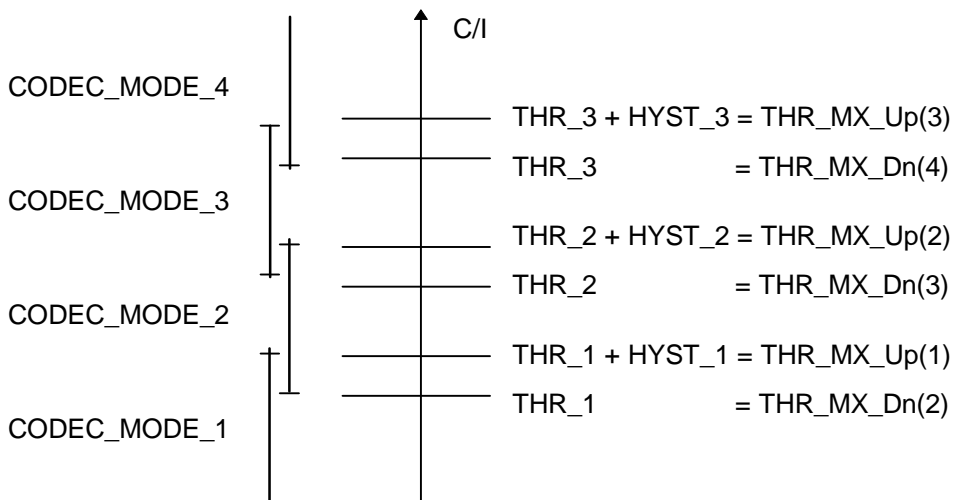 C/I
CODEC_MODE_4
THR_3 + HYST_3 = THR_MX_Up(3)
THR_3 = THR_MX_Dn(4)
CODEC_MODE_3
THR_2 + HYST_2 = THR_MX_Up(2)
THR_2 = THR_MX_Dn(3)
CODEC_MODE_2
THR_1 + HYST_1 = THR_MX_Up(1)
THR_1 = THR_MX_Dn(2)
CODEC_MODE_1